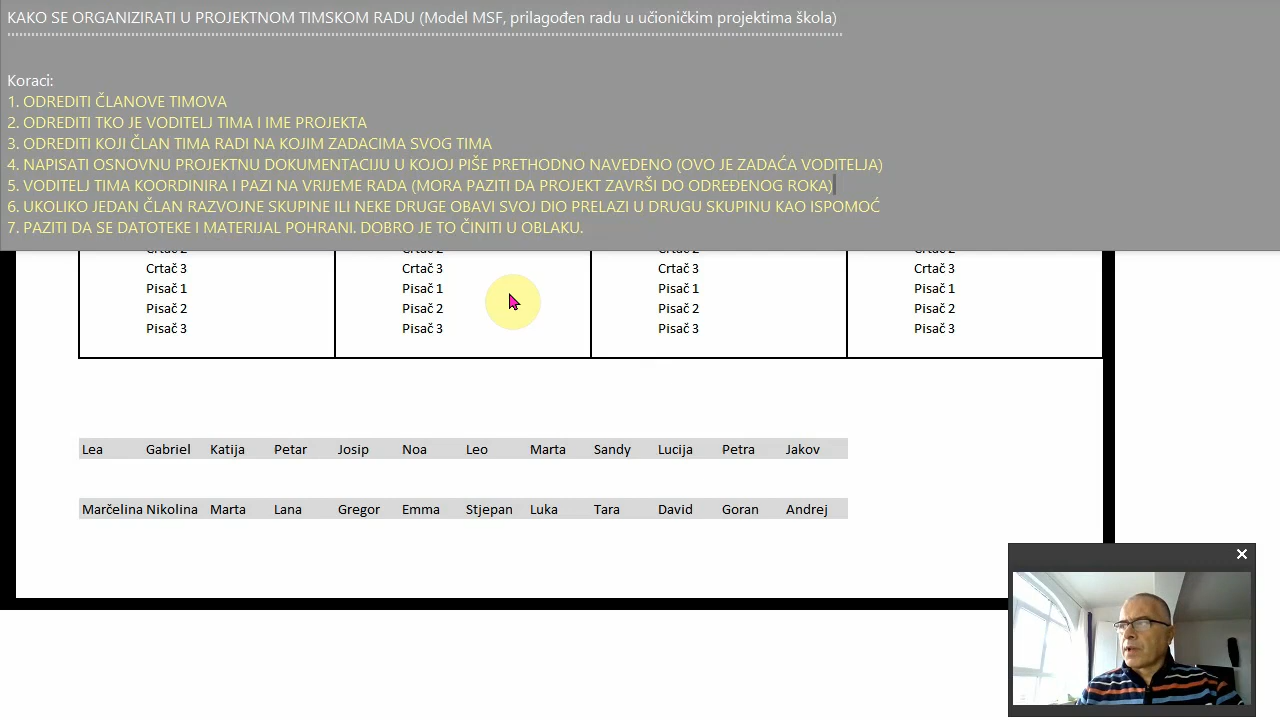 KAKO SE ORGANIZIRATI U PROJEKTNOM TIMSKOM RADU (Model MSF, prilagođen radu u učioničkim projektima škola)
Koraci:
1. ODREDITI ČLANOVE TIMOVA
2. ODREDITI TKO JE VODITELJ TIMA I IME PROJEKTA
3. ODREDITI KOJI ČLAN TIMA RADI NA KOJIM ZADACIMA SVOG TIMA
4. NAPISATI OSNOVNU PROJEKTNU DOKUMENTACIJU U KOJOJ PIŠE PRETHODNO NAVEDENO (OVO JE ZADAĆA VODITELJA)
5. VODITELJ TIMA KOORDINIRA I PAZI NA VRIJEME RADA (MORA PAZITI DA PROJEKT ZAVRŠI DO ODREĐENOG ROKA)
6. UKOLIKO JEDAN ČLAN RAZVOJNE SKUPINE ILI NEKE DRUGE OBAVI SVOJ DIO PRELAZI U DRUGU SKUPINU KAO ISPOMOĆ
7. PAZITI DA SE DATOTEKE I MATERIJAL POHRANI. DOBRO JE TO ČINITI U OBLAKU.
Crtač 3 Crtač 3 Crtač 3 Crtač 3
Pisač 1 Pisač 1 Pisač 1 Pisač 1
Pisač 2 Pisač 2 Pisač 2 Pisač 2
Pisač 3 Pisač 3 Pisač 3 Pisač 3
Lea Gabriel Katija Petar Josip Noa Leo Marta Sandy Lucija Petra Jakov
Marčelina Nikolina Marta Lana Gregor Emma Stjepan Luka Tara David Goran Andrej